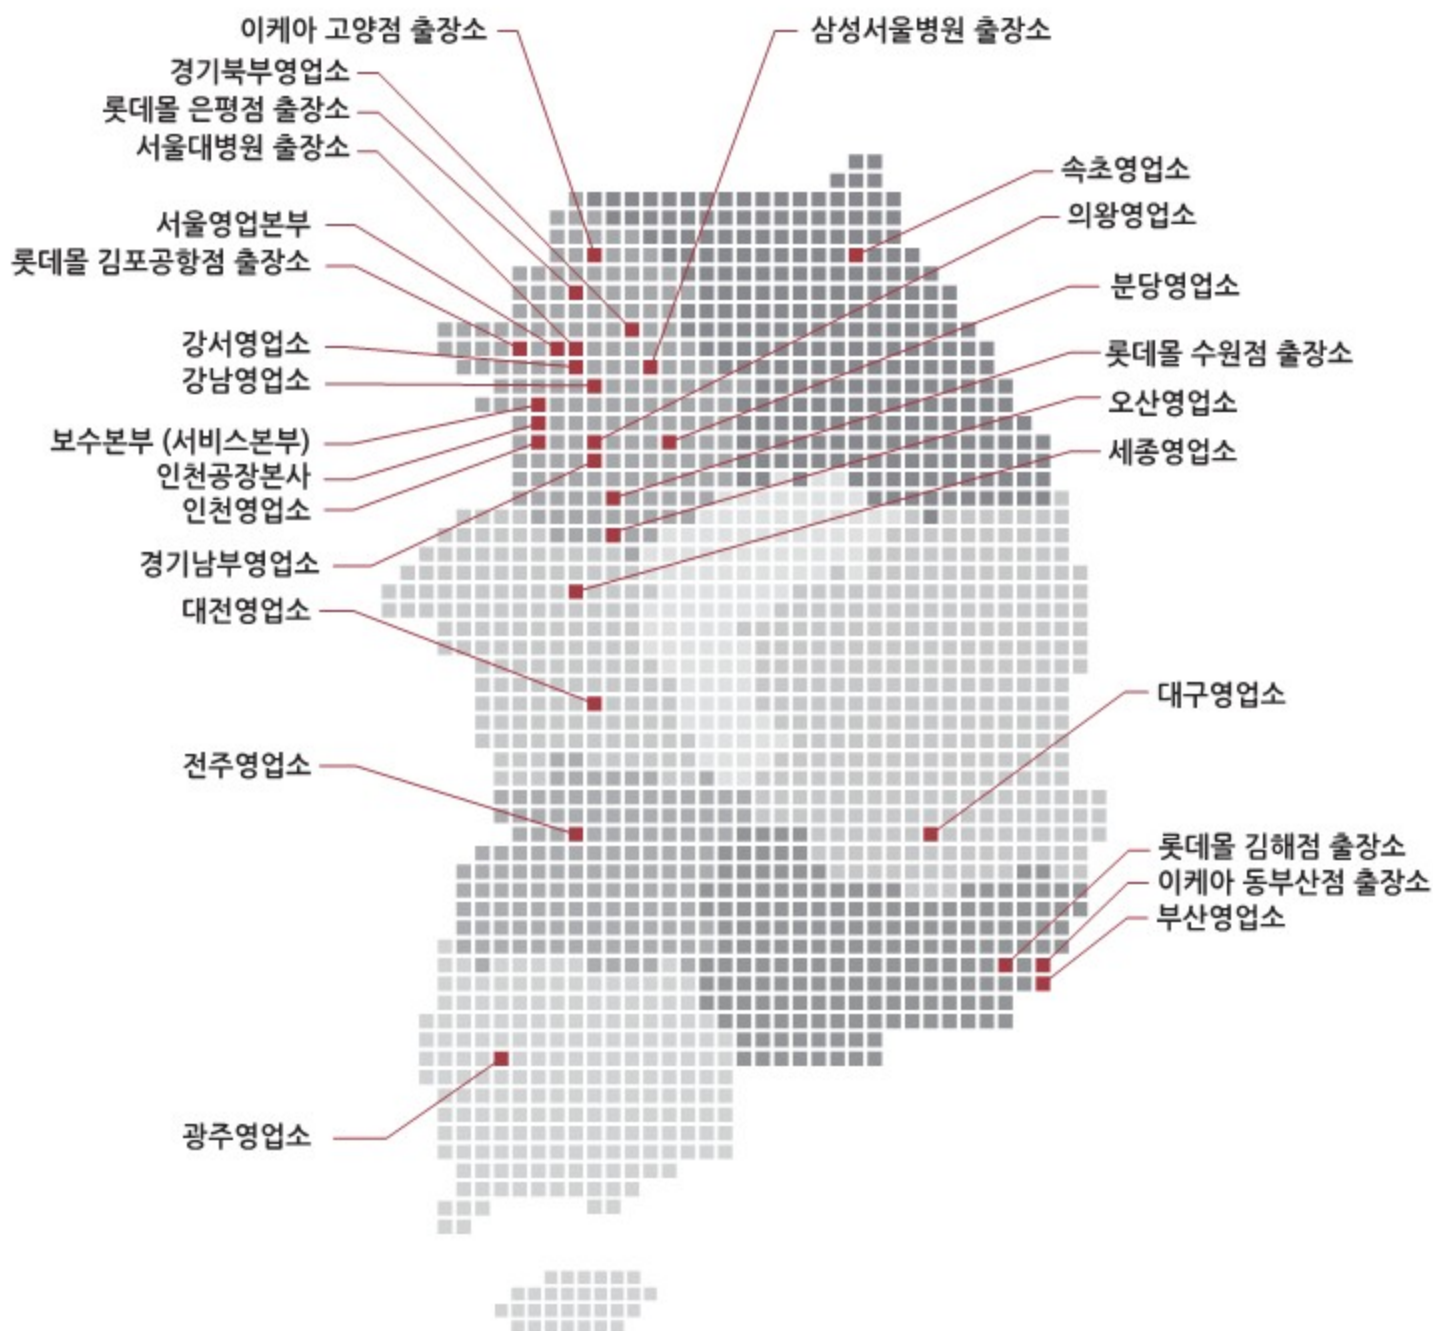 이케아 고양점 출장소
경기북부영업소
롯데몰 은평점 출장소
서울대병원 출장소
서울영업본부
롯데몰 김포공항점 출장소
강서영업소
강남영업소
보수본부 (서비스본부)
인천공장본사
인천영업소
경기남부영업소
대전영업소
전주영업소
광주영업소
삼성서울병원 출장소
속초영업소
의왕영업소
분당영업소
롯데몰 수원점 출장소
오산영업소
세종영업소
대구영업소
롯데몰 김해점 출장소
이케아 동부산점 출장소
부산영업소